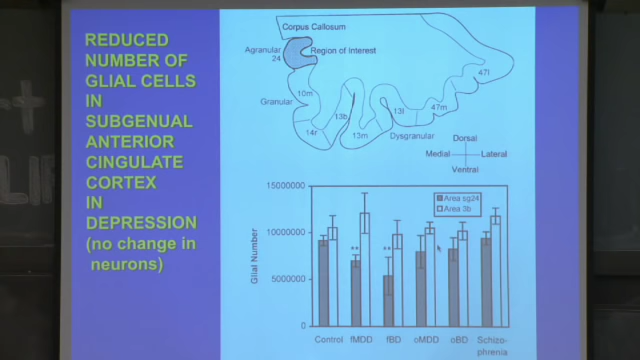 REDUCED
NUMBER OF
GLIAL CELLS
IN
SUBGENUAL
ANTERIOR
CINGULATE
CORTEX
IN
DEPRESSION
(no change in
neurons)
Corpus Callosum
Agranular
24
Region of Interest
10m
Granular
14r
13b
13m
13l
47m
47l
Dysgranular
Dorsal
Medial
Lateral
Ventral
Glial Number
15000000
10000000
5000000
0
Area sg24
Area 3b
**
**
Control
fMDD
fBD
oMDD
oBD
Schizo-
phrenia